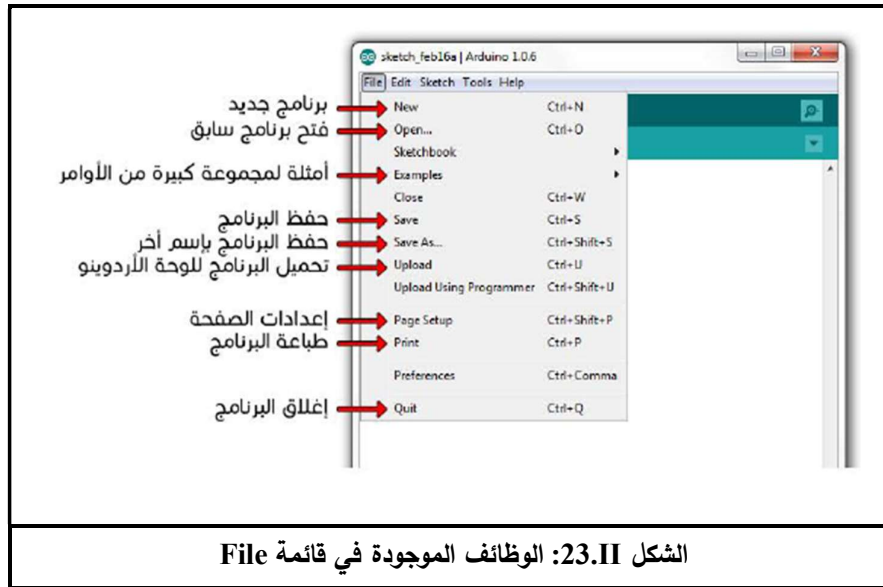 sketch_feb16a | Arduino 1.0.6
File Edit Sketch Tools Help
برنامج جديد New Ctrl+N
فتح برنامج سابق Open... Ctrl+O
Sketchbook
أمثلة لمجموعة كبيرة من الأوامر Examples
Close Ctrl+W
حفظ البرنامج Save Ctrl+S
حفظ البرنامج بإسم أخر Save As... Ctrl+Shift+S
تحميل البرنامج للوحة الأردوينو Upload Ctrl+U
Upload Using Programmer Ctrl+Shift+U
إعدادات الصفحة Page Setup Ctrl+Shift+P
طباعة البرنامج Print Ctrl+P
Preferences Ctrl+Comma
إغلاق البرنامج Quit Ctrl+Q
الشكل 23.II: الوظائف الموجودة في قائمة File